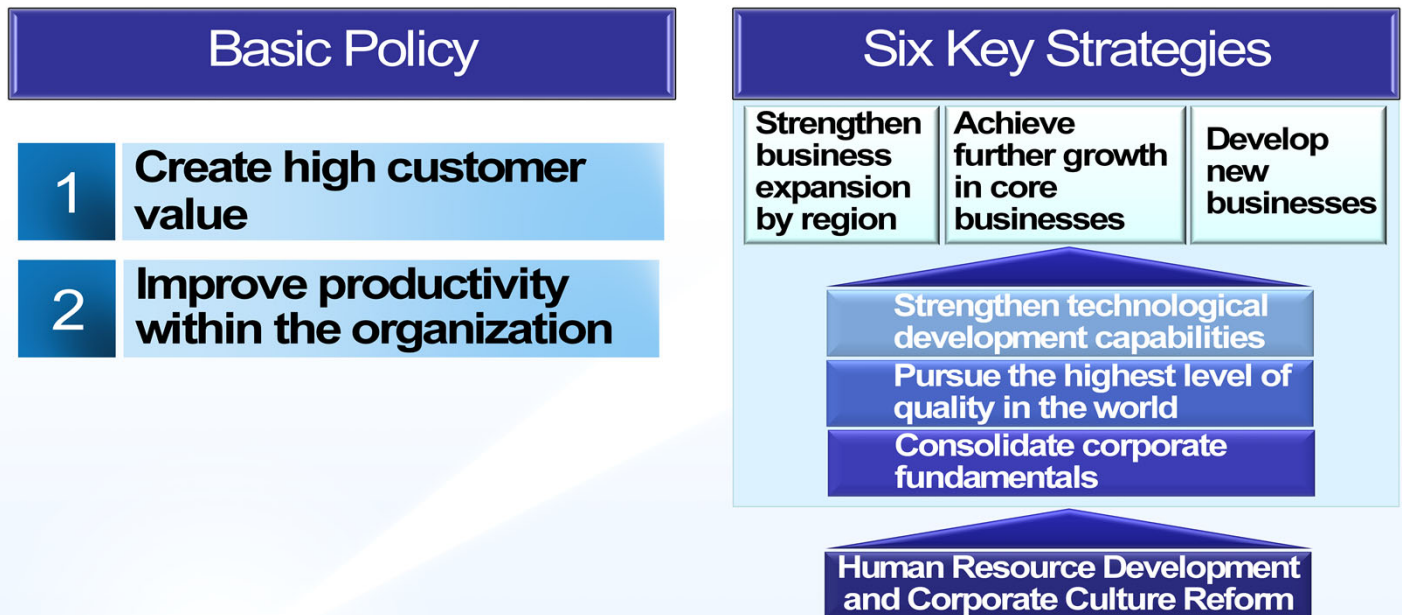 Basic Policy
1
Create high customer
value
2
Improve productivity
within the organization
Six Key Strategies
Strengthen
business
expansion
by region
Achieve
further growth
in core
businesses
Develop
new
businesses
Strengthen technological
development capabilities
Pursue the highest level of
quality in the world
Consolidate corporate
fundamentals
Human Resource Development
and Corporate Culture Reform